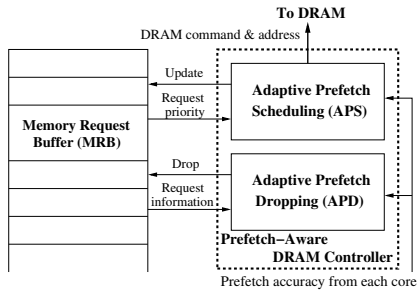 To DRAM
DRAM command & address
Update
Request
priority
Adaptive Prefetch
Scheduling (APS)
Memory Request
Buffer (MRB)
Drop
Request
information
Adaptive Prefetch
Dropping (APD)
Prefetch−Aware
DRAM Controller
Prefetch accuracy from each core